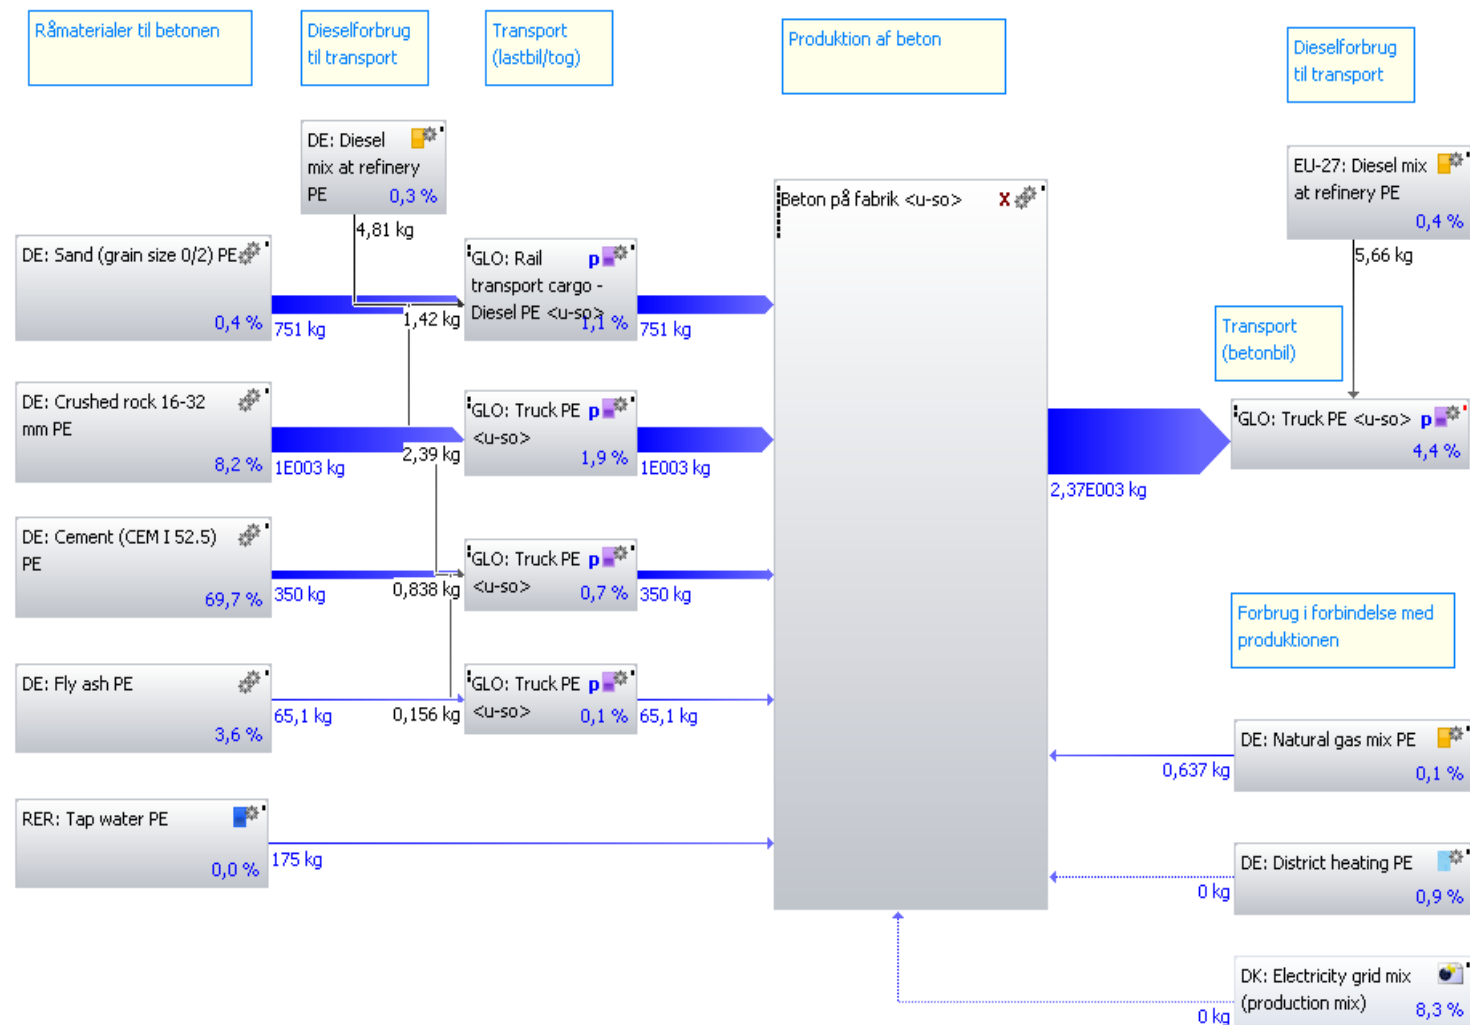 Råmaterialer til betonen
Dieselforbrug
til transport
Transport
(lastbil/tog)
Produktion af beton
Dieselforbrug
til transport
DE: Diesel
mix at refinery
PE
0,3 %
4,81 kg
EU-27: Diesel mix
at refinery PE
0,4 %
5,66 kg
DE: Sand (grain size 0/2) PE
0,4 %
751 kg
1,42 kg
GLO: Rail p
transport cargo -
Diesel PE <u-so>
1,1 %
751 kg
Beton på fabrik <u-so> X
Transport
(betonbil)
DE: Crushed rock 16-32
mm PE
8,2 %
1E003 kg
2,39 kg
GLO: Truck PE p
<u-so>
1,9 %
1E003 kg
2,37E003 kg
GLO: Truck PE <u-so> p
4,4 %
DE: Cement (CEM I 52.5)
PE
69,7 %
350 kg
0,838 kg
GLO: Truck PE p
<u-so>
0,7 %
350 kg
Forbrug i forbindelse med
produktionen
DE: Fly ash PE
3,6 %
65,1 kg
0,156 kg
GLO: Truck PE p
<u-so>
0,1 %
65,1 kg
DE: Natural gas mix PE
0,1 %
0,637 kg
RER: Tap water PE
0,0 %
175 kg
DE: District heating PE
0,9 %
0 kg
DK: Electricity grid mix
(production mix)
8,3 %
0 kg